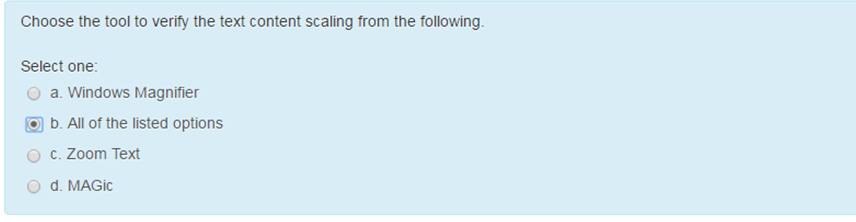 Choose the tool to verify the text content scaling from the following.
Select one:
a. Windows Magnifier
b. All of the listed options
c. Zoom Text
d. MAGic